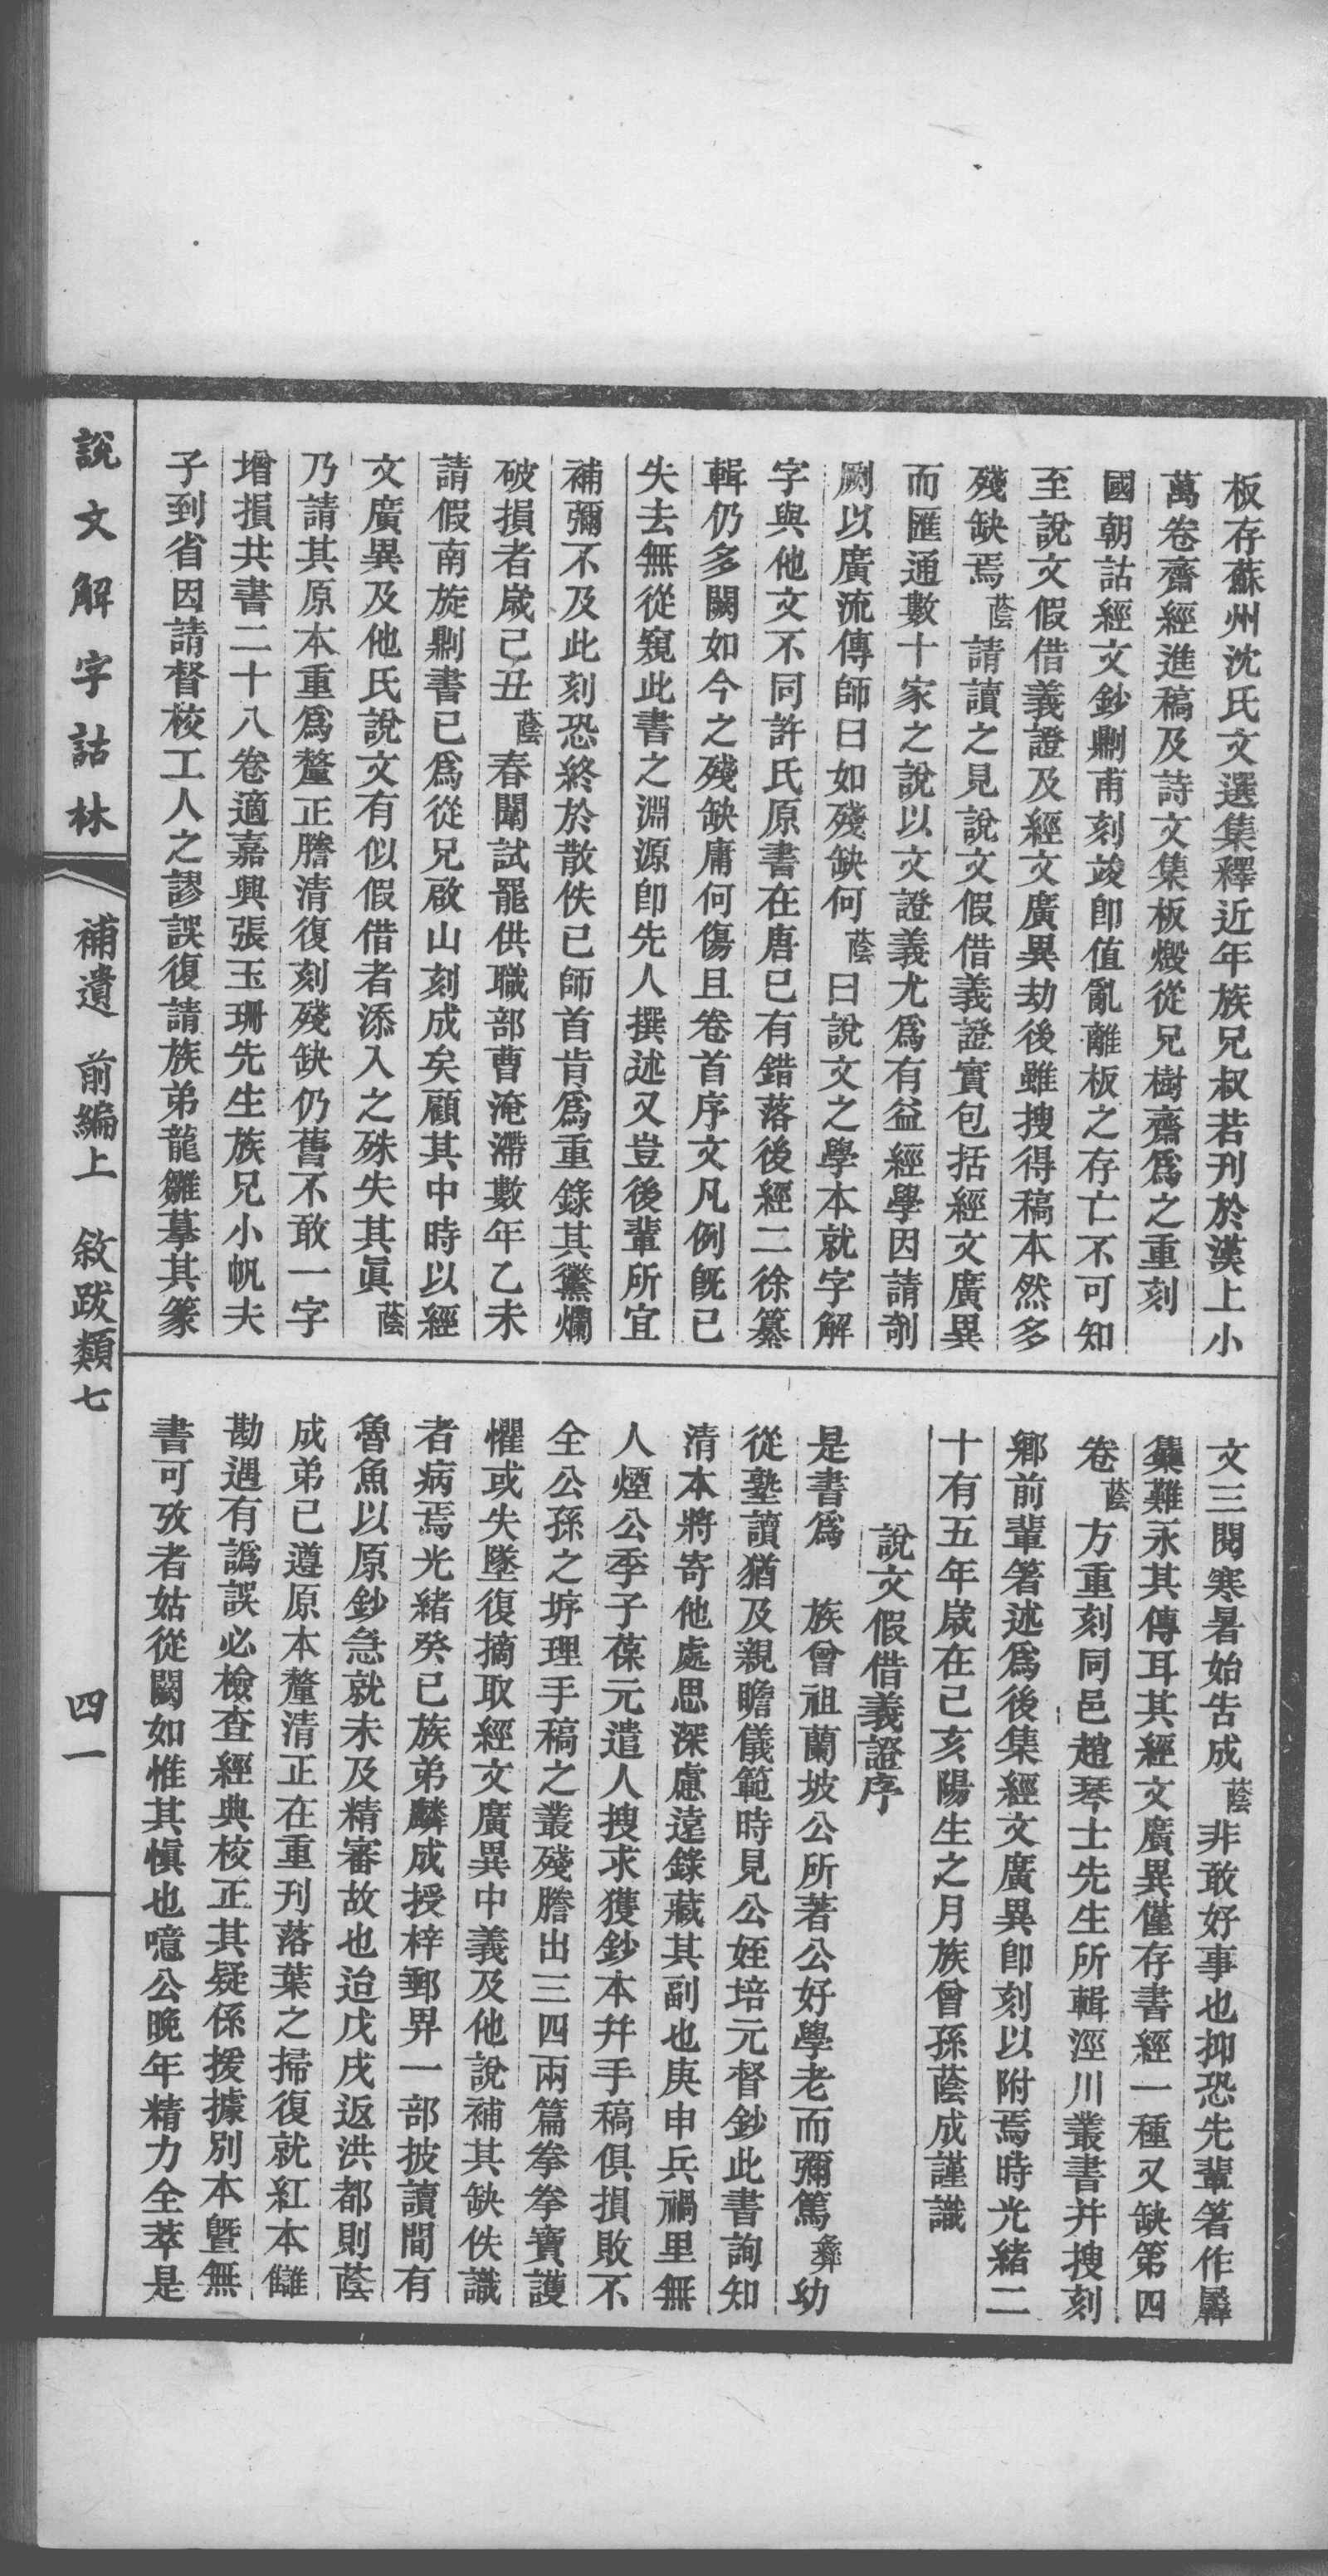 板存蘇州沈氏文選集釋近年族兄叔若刋於漢上小
萬卷齋經進稿及詩文集板燬從兄樹齋爲之重刻
國朝詁經文鈔劘甫刻竣卽值亂離板之存亡不可知
至說文假借義證及經文廣異劫後雖搜得稿本然多
殘缺焉蔭請讀之見說文假借義證實包括經文廣異
而匯通數十家之說以文證義尤爲有益經學因請剞
劂以廣流傳師曰如殘缺何蔭曰說文之學本就字解
字與他文不同許氏原書在唐已有錯落後經二徐纂
輯仍多闕如今之殘缺庸何傷且卷首序文凡例旣已
失去無從窺此書之淵源卽先人撰述又豈後輩所宜
補彌不及此刻恐終於散佚已師首肯爲重錄其黴爛
破損者歲己丑蔭春闈試罷供職部曹淹滯數年乙未
請假南旋劘書已爲從兄啟山刻成矣顧其中時以經
文廣異及他氏說文有似假借者添入之殊失其眞蔭
乃請其原本重爲釐正謄清復刻殘缺仍舊不敢一字
增損共書二十八卷適嘉興張玉珊先生族兄小帆夫
子到省因請督校工人之謬誤復請族弟龍雛摹其篆
文三閱寒暑始告成蔭非敢好事也抑恐先輩箸作羼
集難永其傳耳其經文廣異僅存書經一種又缺第四
卷蔭方重刻同邑趙琴士先生所輯涇川叢書并搜刻
鄉前輩箸述爲後集經文廣異卽刻以附焉時光緒二
十有五年歲在己亥陽生之月族曾孫蔭成謹識
說文假借義證序
是書爲 族曾祖蘭坡公所著公好學老而彌篤彝幼
從塾讀猶及親瞻儀範時見公姪培元督鈔此書詢知
清本將寄他處思深慮遠錄藏其副也庚申兵禍里無
人煙公季子葆元遣人搜求獲鈔本幷手稿俱損敗不
全公孫之垿理手稿之叢殘謄出三四兩篇拳拳寶護
懼或失墜復摘取經文廣異中義及他說補其缺佚識
者病焉光緒癸巳族弟麟成授梓郵畀一部披讀間有
魯魚以原鈔急就未及精審故也迨戊戌返洪都則蔭
成弟已遵原本釐清正在重刊落葉之掃復就紅本讎
勘遇有譌誤必檢查經典校正其疑係援據別本曁無
書可攷者姑從闕如惟其愼也噫公晚年精力全萃是
說文解字詁林 補遺 前編上 敘跋類七 四一